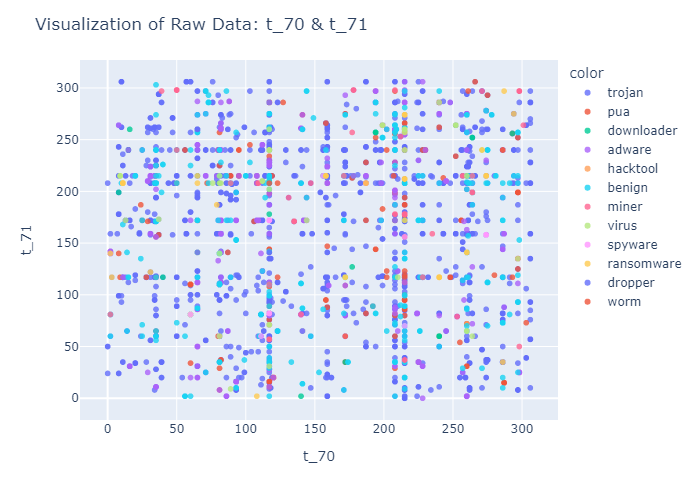 Visualization of Raw Data: t_70 & t_71
color
trojan
pua
downloader
adware
hacktool
benign
miner
virus
spyware
ransomware
dropper
worm
t_71
300
250
200
150
100
50
0
0 50 100 150 200 250 300
t_70